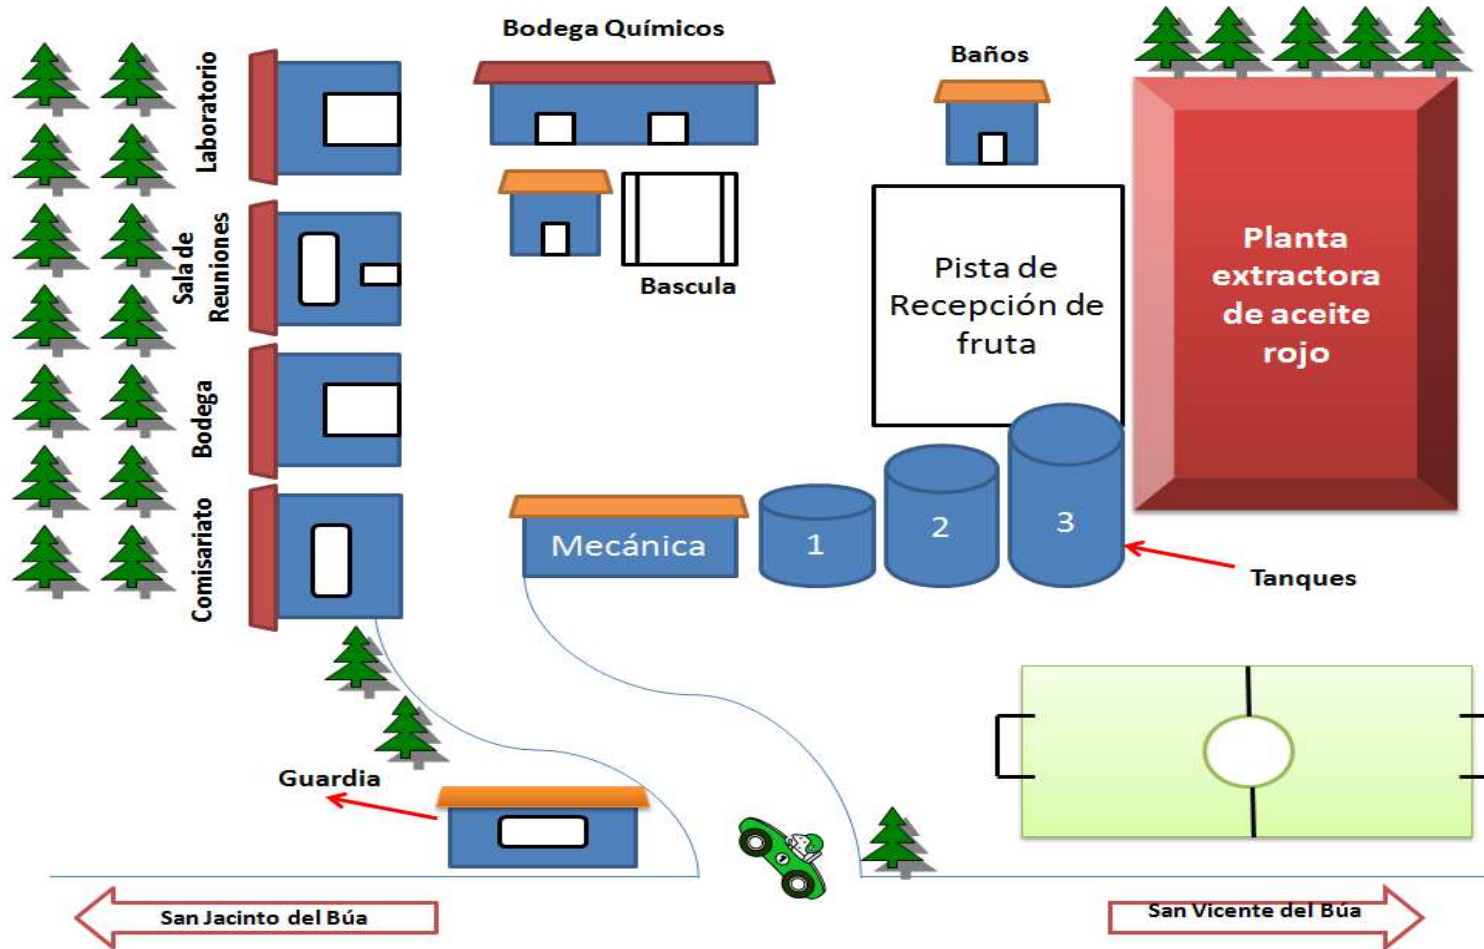 Bodega Químicos
Baños
Laboratorio
Sala de
Reuniones
Bodega
Comisariato
Bascula
Pista de
Recepción de
fruta
Planta
extractora
de aceite
rojo
Mecánica
1
2
3
Tanques
Guardia
1
San Jacinto del Búa
San Vicente del Búa